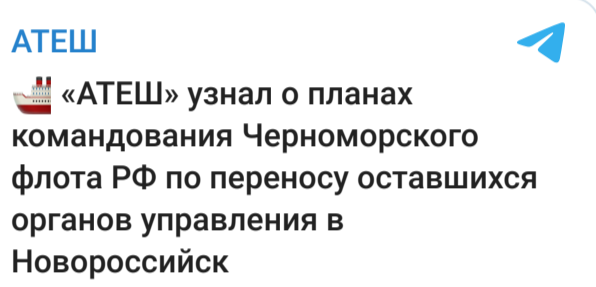 АТЕШ
🚢 «АТЕШ» узнал о планах
командования Черноморского
флота РФ по переносу оставшихся
органов управления в
Новороссийск